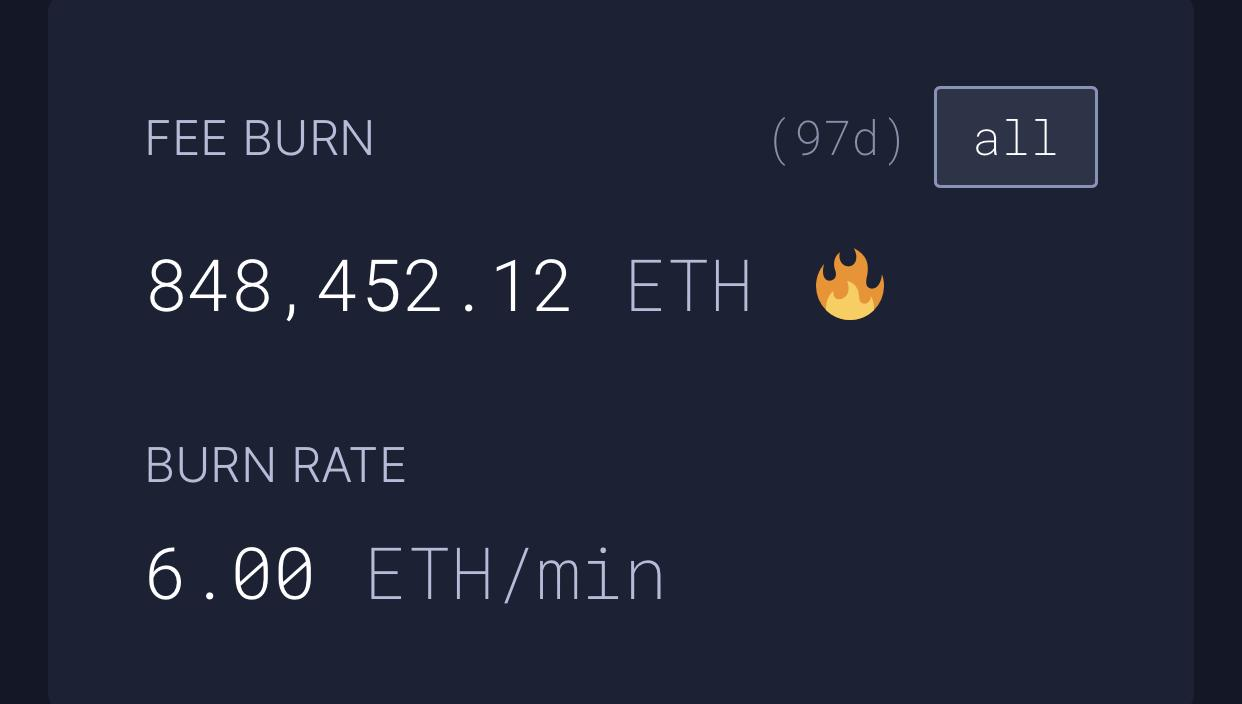 FEE BURN (97d) all
848,452.12 ETH 🔥
BURN RATE
6.00 ETH/min